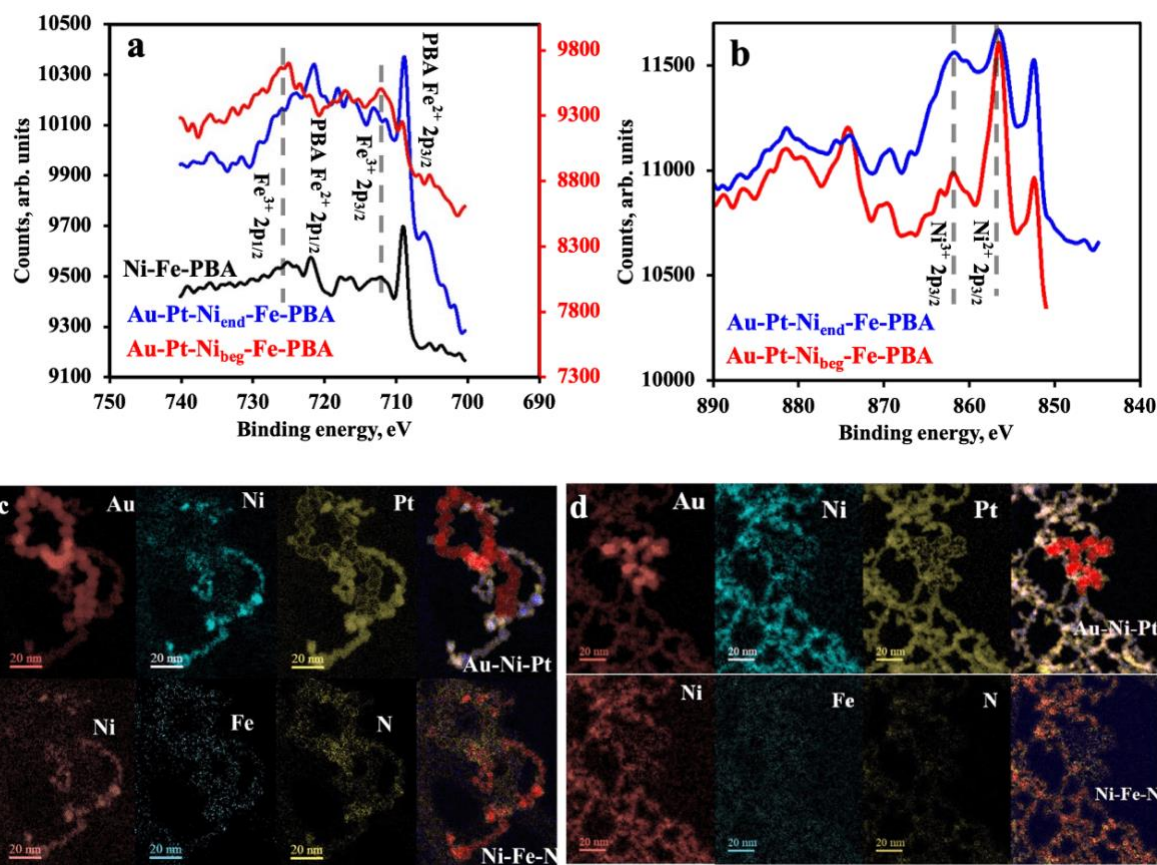 a
Counts, arb. units
10500
10300
10100
9900
9700
9500
9300
9100
9800
9300
8800
8300
7800
7300
Fe³⁺ 2p₁/₂
PBA Fe²⁺ 2p₁/₂
Fe³⁺ 2p₃/₂
PBA Fe²⁺ 2p₃/₂
Ni-Fe-PBA
Au-Pt-Niend-Fe-PBA
Au-Pt-Nibeg-Fe-PBA
750 740 730 720 710 700 690
Binding energy, eV
b
Counts, arb. units
11500
11000
10500
10000
Ni³⁺ 2p₃/₂
Ni²⁺ 2p₃/₂
Au-Pt-Niend-Fe-PBA
Au-Pt-Nibeg-Fe-PBA
890 880 870 860 850 840
Binding energy, eV
c
Au Ni Pt
Au-Ni-Pt
20 nm 20 nm 20 nm
Ni Fe N
Ni-Fe-N
20 nm 20 nm 20 nm
d
Au Ni Pt
Au-Ni-Pt
20 nm 20 nm 20 nm
Ni Fe N
Ni-Fe-N
20 nm 20 nm 20 nm